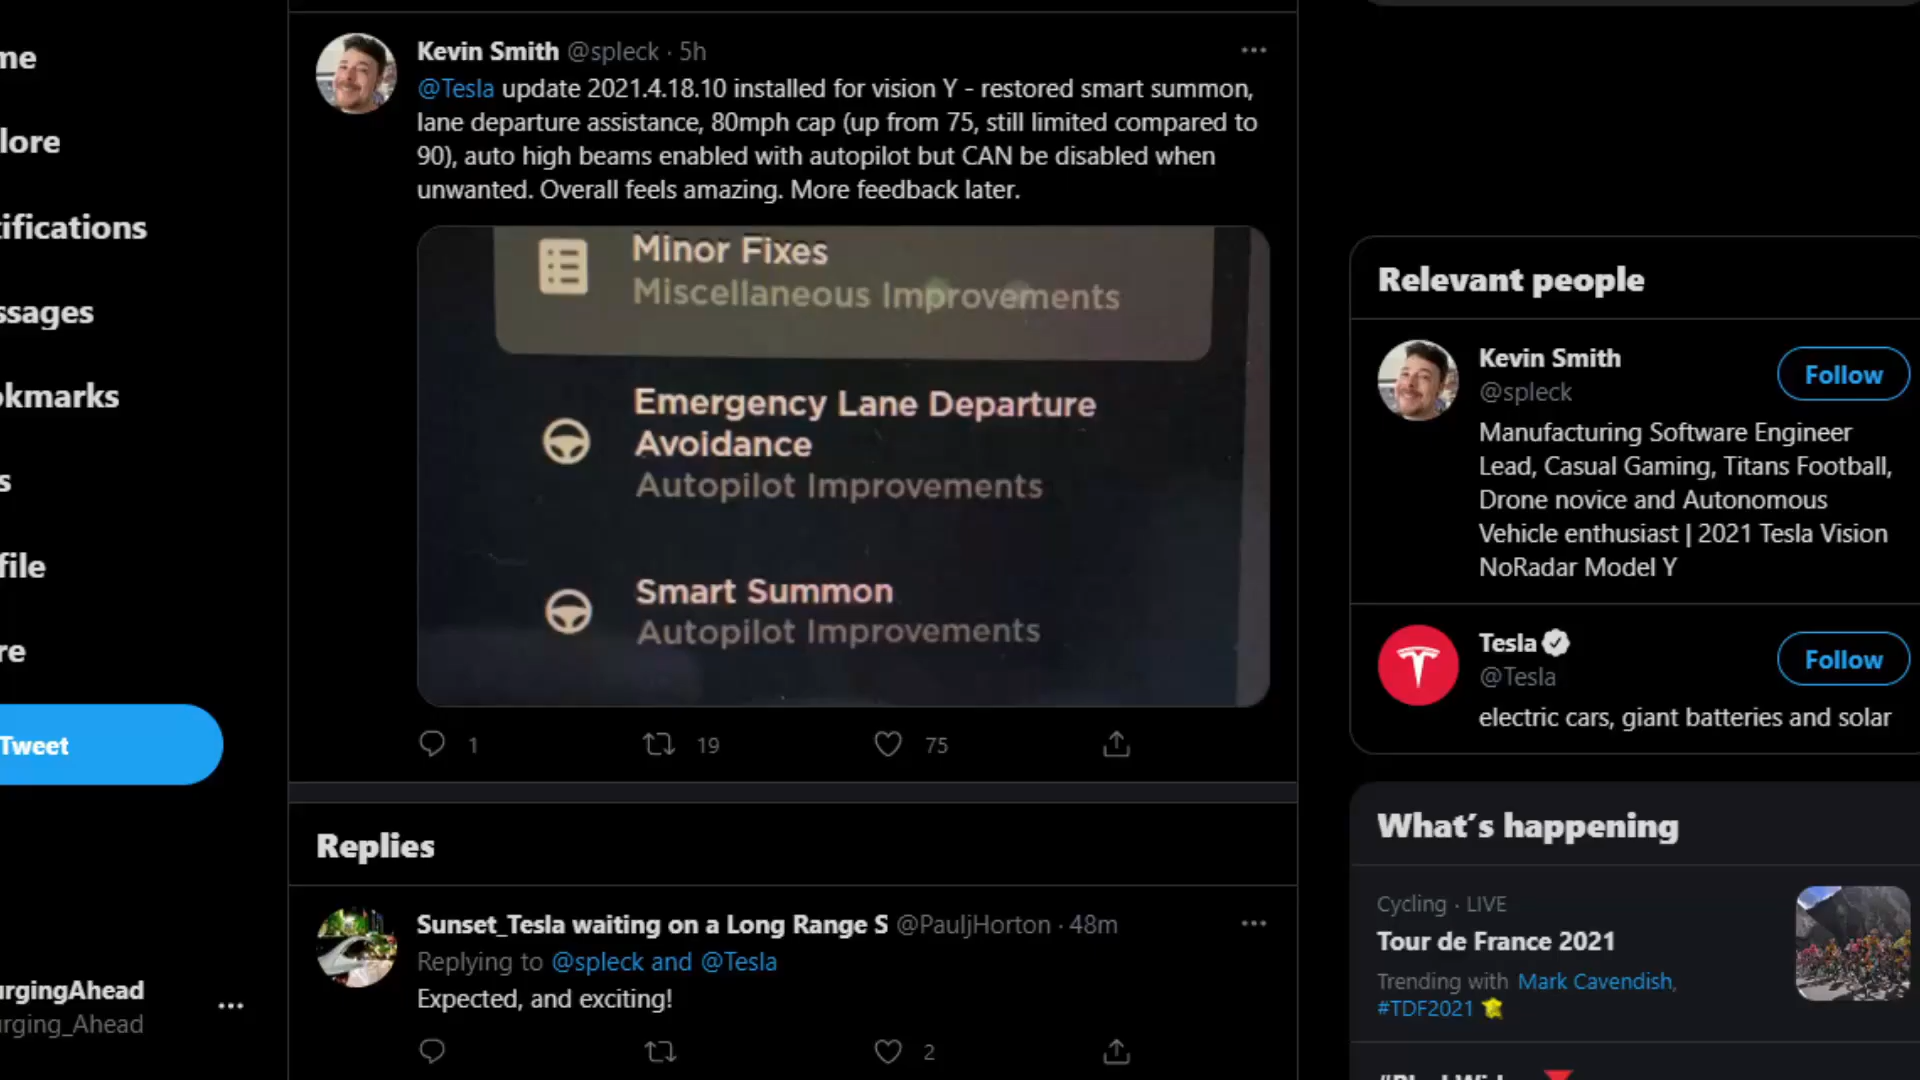 me
lore
ifications
ssages
okmarks
s
file
re
Tweet
urgingAhead
urging_Ahead
Kevin Smith @spleck · 5h
@Tesla update 2021.4.18.10 installed for vision Y - restored smart summon,
lane departure assistance, 80mph cap (up from 75, still limited compared to
90), auto high beams enabled with autopilot but CAN be disabled when
unwanted. Overall feels amazing. More feedback later.
Minor Fixes
Miscellaneous Improvements
Emergency Lane Departure
Avoidance
Autopilot Improvements
Smart Summon
Autopilot Improvements
1 19 75
Replies
Sunset_Tesla waiting on a Long Range S @PauljHorton · 48m
Replying to @spleck and @Tesla
Expected, and exciting!
2
Relevant people
Kevin Smith
@spleck
Follow
Manufacturing Software Engineer
Lead, Casual Gaming, Titans Football,
Drone novice and Autonomous
Vehicle enthusiast | 2021 Tesla Vision
NoRadar Model Y
Tesla
@Tesla
Follow
electric cars, giant batteries and solar
What's happening
Cycling · LIVE
Tour de France 2021
Trending with Mark Cavendish,
#TDF2021